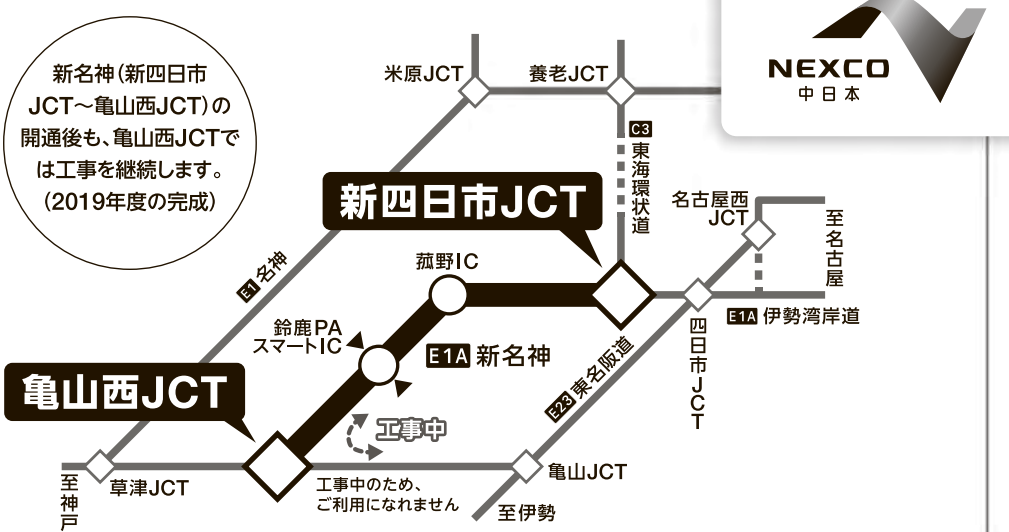 新名神(新四日市
JCT〜亀山西JCT)の
開通後も、亀山西JCTで
は工事を継続します。
(2019年度の完成)
米原JCT
養老JCT
NEXCO
中日本
C3
東海環状道
新四日市JCT
名古屋西
JCT
至名古屋
E1 名神
菰野IC
鈴鹿PA
スマートIC
E1A 新名神
E1A 伊勢湾岸道
四日市JCT
E23 東名阪道
亀山西JCT
工事中
草津JCT
至神戸
工事中のため、
ご利用になれません
亀山JCT
至伊勢